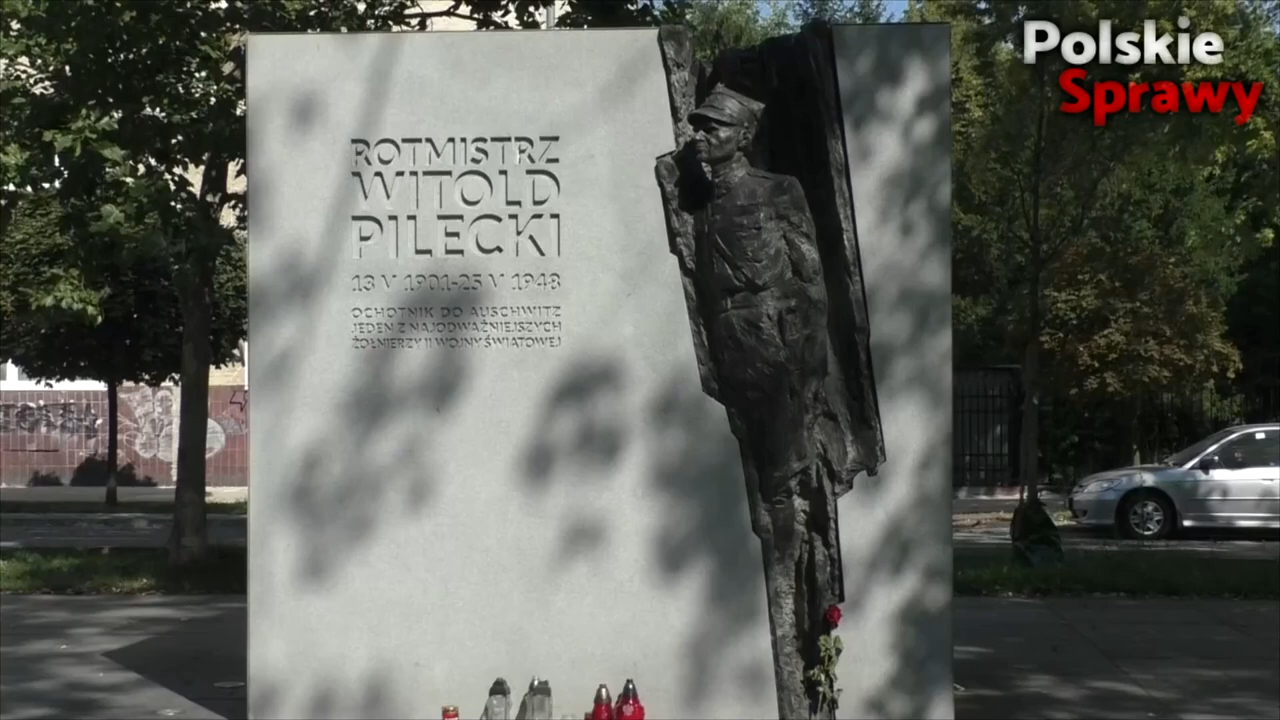 Polskie
Sprawy
ROTMISTRZ
WITOLD
PILECKI
13 V 1901-25 V 1948
OCHOTNIK DO AUSCHWITZ
JEDEN Z NAJODWAŻNIEJSZYCH
ŻOŁNIERZY II WOJNY ŚWIATOWEJ